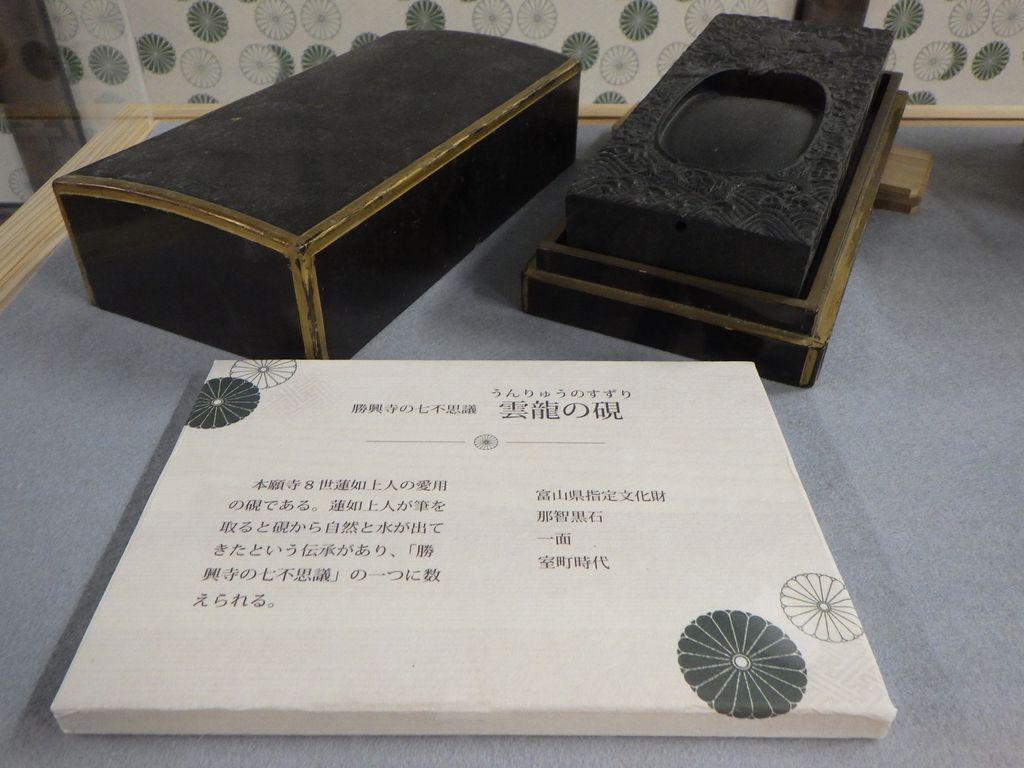 うんりゅうのすずり
勝興寺の七不思議　雲龍の硯
本願寺８世蓮如上人の愛用
の硯である。蓮如上人が筆を
取ると硯から自然と水が出て
きたという伝承があり、「勝
興寺の七不思議」の一つに数
えられる。
富山県指定文化財
那智黒石
一面
室町時代